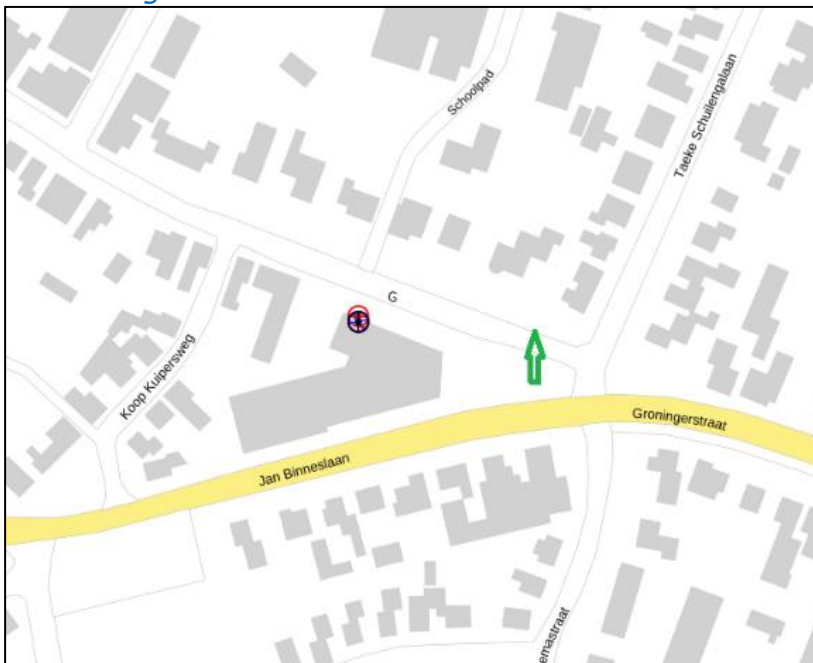 Schoolpad
Taeke Schuilengalaan
G
Koop Kuipersweg
Groningerstraat
Jan Binneslaan
emastraat